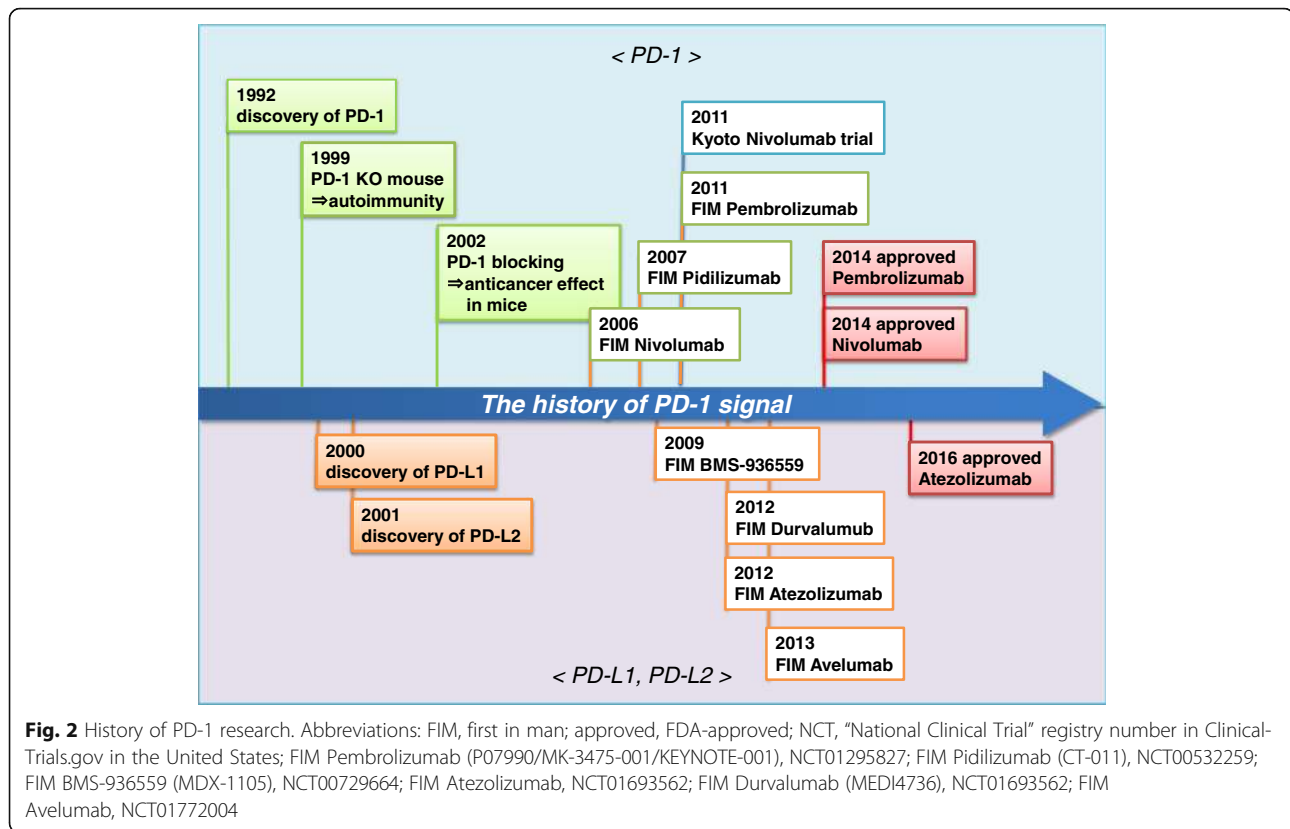 < PD-1 >
1992
discovery of PD-1
1999
PD-1 KO mouse
⇒autoimmunity
2002
PD-1 blocking
⇒anticancer effect
in mice
2006
FIM Nivolumab
2007
FIM Pidilizumab
2011
Kyoto Nivolumab trial
2011
FIM Pembrolizumab
2014 approved
Pembrolizumab
2014 approved
Nivolumab
The history of PD-1 signal
2000
discovery of PD-L1
2001
discovery of PD-L2
2009
FIM BMS-936559
2012
FIM Durvalumub
2012
FIM Atezolizumab
2013
FIM Avelumab
2016 approved
Atezolizumab
< PD-L1, PD-L2 >
Fig. 2 History of PD-1 research. Abbreviations: FIM, first in man; approved, FDA-approved; NCT, “National Clinical Trial” registry number in Clinical-
Trials.gov in the United States; FIM Pembrolizumab (P07990/MK-3475-001/KEYNOTE-001), NCT01295827; FIM Pidilizumab (CT-011), NCT00532259;
FIM BMS-936559 (MDX-1105), NCT00729664; FIM Atezolizumab, NCT01693562; FIM Durvalumab (MEDI4736), NCT01693562; FIM
Avelumab, NCT01772004